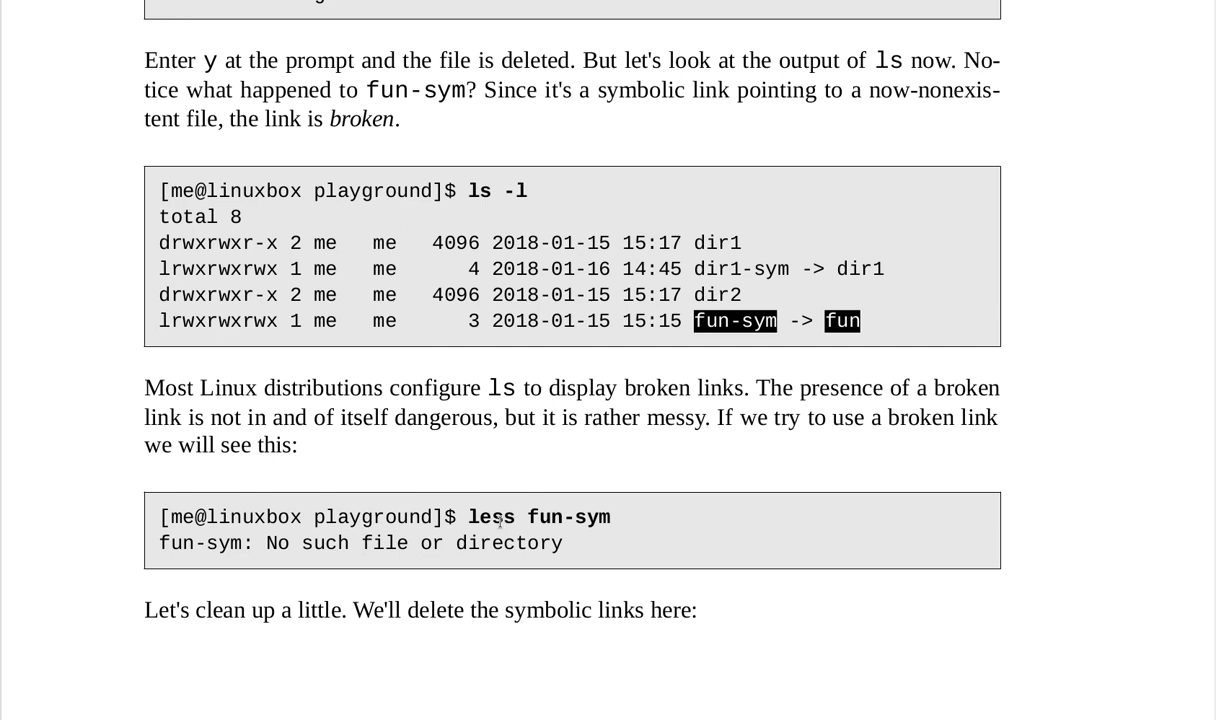 Enter y at the prompt and the file is deleted. But let's look at the output of ls now. No-
tice what happened to fun-sym? Since it's a symbolic link pointing to a now-nonexis-
tent file, the link is broken.
[me@linuxbox playground]$ ls -l
total 8
drwxrwxr-x 2 me   me   4096 2018-01-15 15:17 dir1
lrwxrwxrwx 1 me   me      4 2018-01-16 14:45 dir1-sym -> dir1
drwxrwxr-x 2 me   me   4096 2018-01-15 15:17 dir2
lrwxrwxrwx 1 me   me      3 2018-01-15 15:15 fun-sym -> fun
Most Linux distributions configure ls to display broken links. The presence of a broken
link is not in and of itself dangerous, but it is rather messy. If we try to use a broken link
we will see this:
[me@linuxbox playground]$ less fun-sym
fun-sym: No such file or directory
Let's clean up a little. We'll delete the symbolic links here: